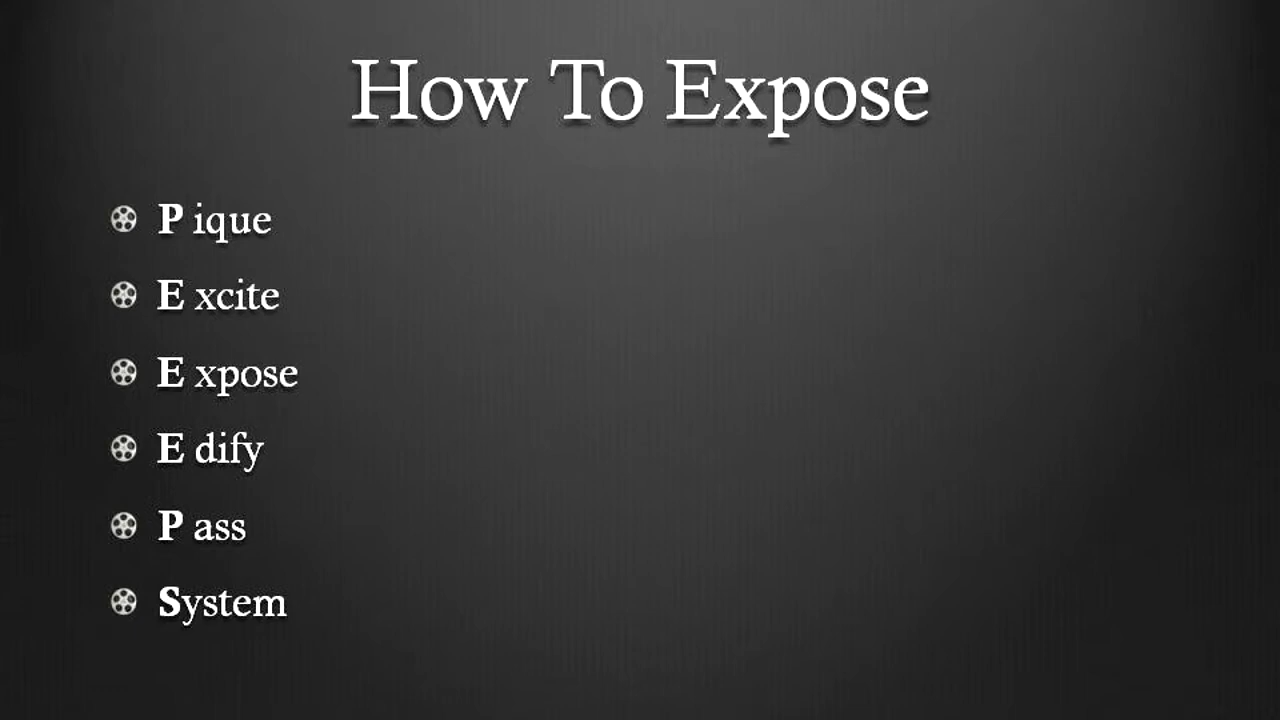 How To Expose
P ique
E xcite
E xpose
E dify
P ass
System